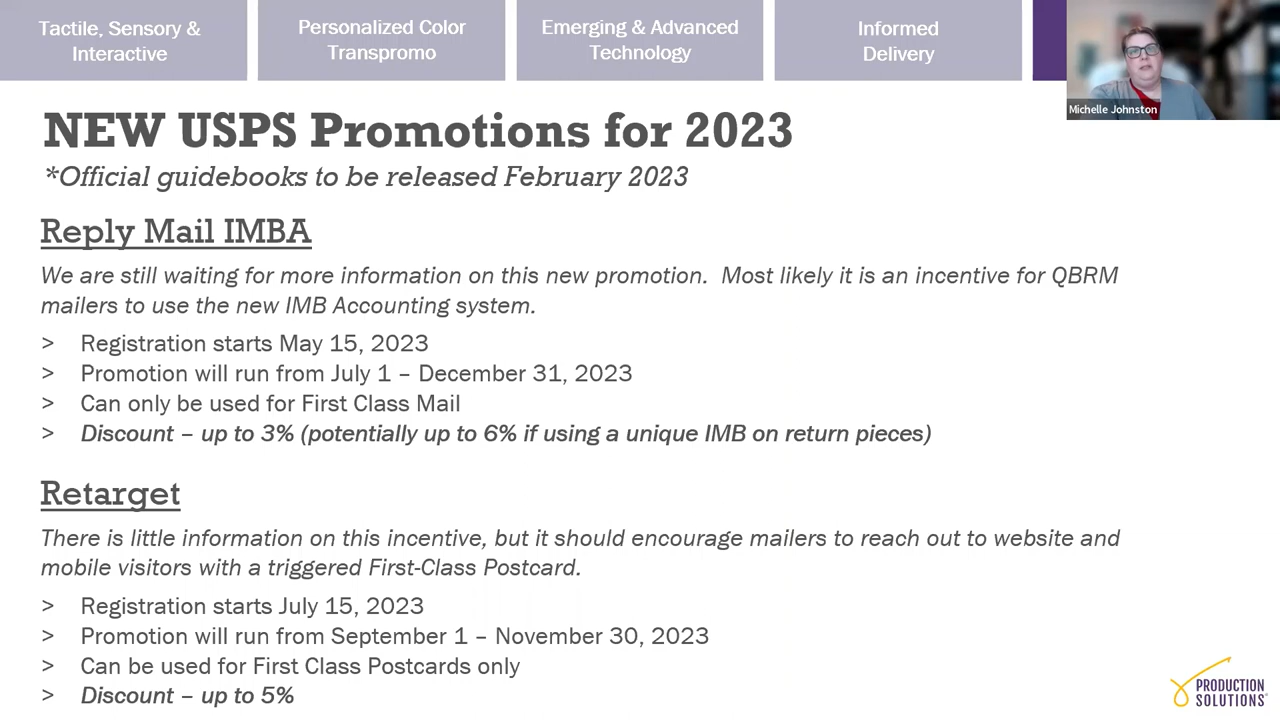 Tactile, Sensory &
Interactive
Personalized Color
Transpromo
Emerging & Advanced
Technology
Informed
Delivery
Michelle Johnston
NEW USPS Promotions for 2023
*Official guidebooks to be released February 2023
Reply Mail IMBA
We are still waiting for more information on this new promotion.  Most likely it is an incentive for QBRM
mailers to use the new IMB Accounting system.
> Registration starts May 15, 2023
> Promotion will run from July 1 – December 31, 2023
> Can only be used for First Class Mail
> Discount – up to 3% (potentially up to 6% if using a unique IMB on return pieces)
Retarget
There is little information on this incentive, but it should encourage mailers to reach out to website and
mobile visitors with a triggered First-Class Postcard.
> Registration starts July 15, 2023
> Promotion will run from September 1 – November 30, 2023
> Can be used for First Class Postcards only
> Discount – up to 5%
PRODUCTION
SOLUTIONS